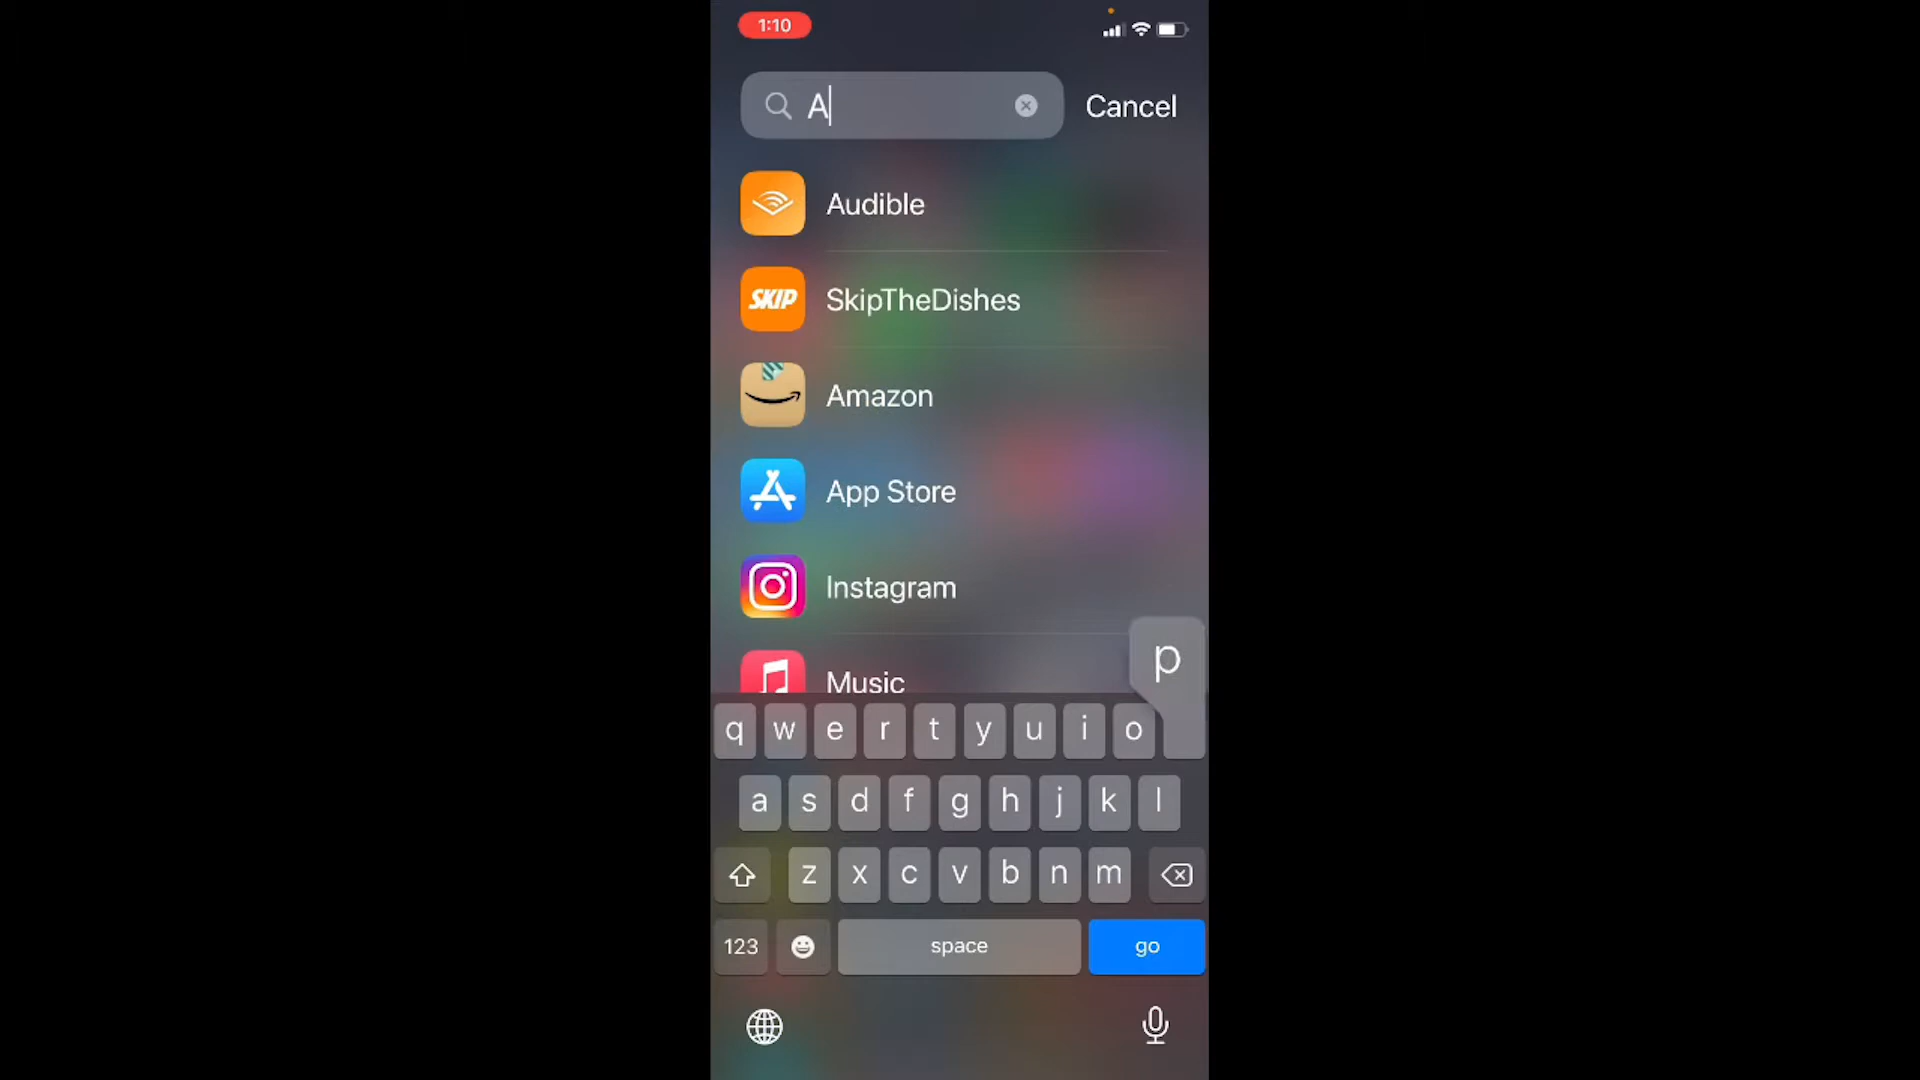 1:10
A
Cancel
Audible
SKIP
SkipTheDishes
Amazon
App Store
Instagram
Music
p
q w e r t y u i o
a s d f g h j k l
z x c v b n m
123 space go